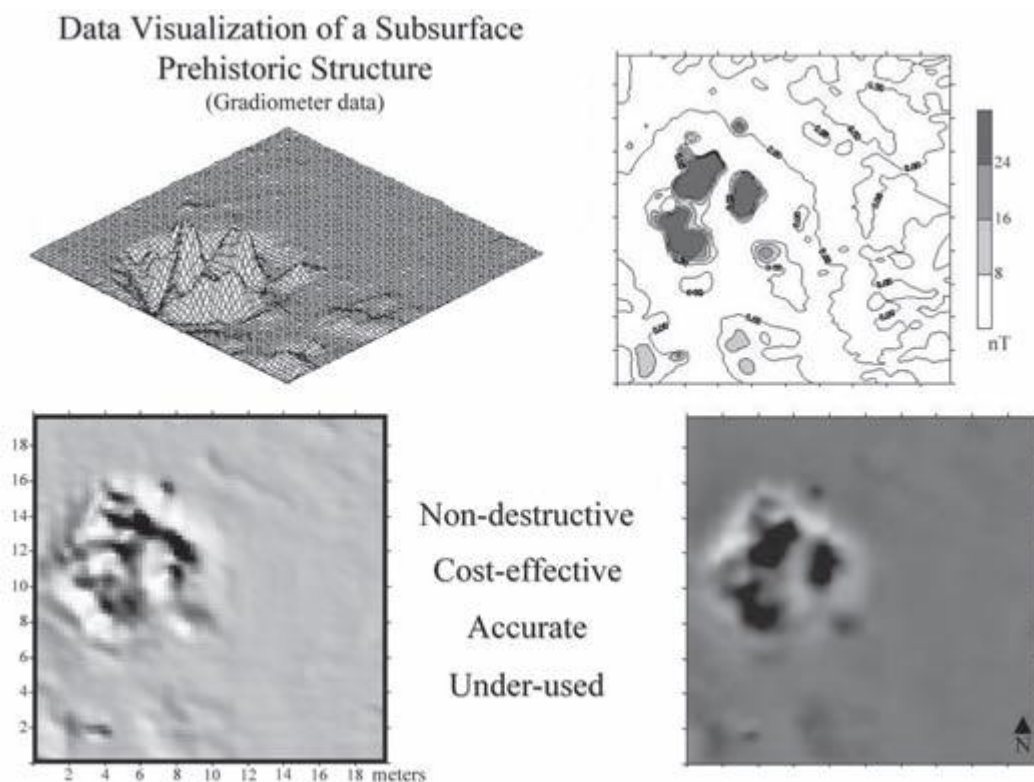 Data Visualization of a Subsurface
Prehistoric Structure
(Gradiometer data)
24
16
8
nT
18
16
14
12
10
8
6
4
2
2 4 6 8 10 12 14 16 18 meters
Non-destructive
Cost-effective
Accurate
Under-used
N